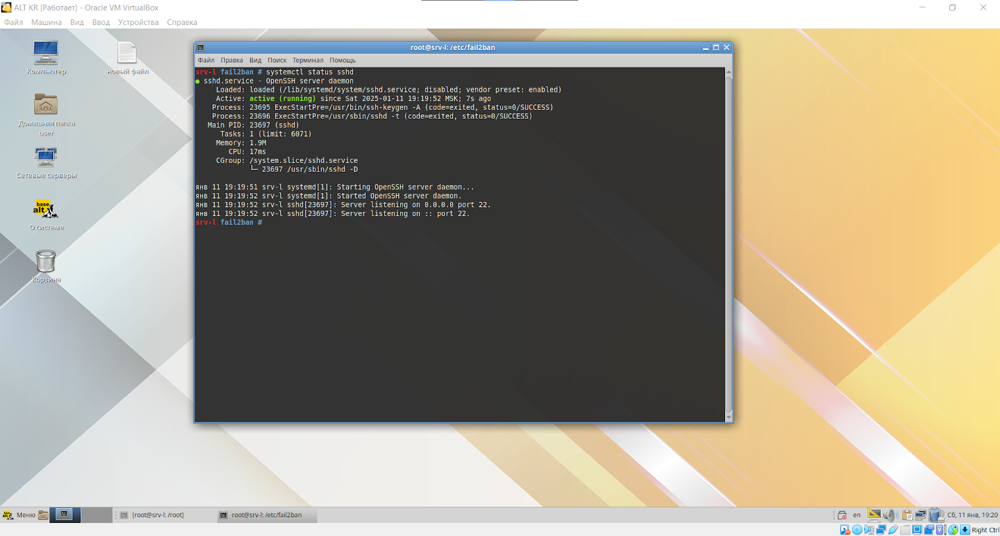 ALT KR [Работает] - Oracle VM VirtualBox
Файл Машина Вид Ввод Устройства Справка
Компьютер
новый файл
Домашняя папка
user
Сетевые серверы
base
alt
О системе
Корзина
root@srv-l: /etc/fail2ban
Файл Правка Вид Поиск Терминал Помощь
srv-l fail2ban # systemctl status sshd
● sshd.service - OpenSSH server daemon
Loaded: loaded (/lib/systemd/system/sshd.service; disabled; vendor preset: enabled)
Active: active (running) since Sat 2025-01-11 19:19:52 MSK; 7s ago
Process: 23695 ExecStartPre=/usr/bin/ssh-keygen -A (code=exited, status=0/SUCCESS)
Process: 23696 ExecStartPre=/usr/sbin/sshd -t (code=exited, status=0/SUCCESS)
Main PID: 23697 (sshd)
Tasks: 1 (limit: 6071)
Memory: 1.9M
CPU: 17ms
CGroup: /system.slice/sshd.service
└─ 23697 /usr/sbin/sshd -D
янв 11 19:19:51 srv-l systemd[1]: Starting OpenSSH server daemon...
янв 11 19:19:52 srv-l systemd[1]: Started OpenSSH server daemon.
янв 11 19:19:52 srv-l sshd[23697]: Server listening on 0.0.0.0 port 22.
янв 11 19:19:52 srv-l sshd[23697]: Server listening on :: port 22.
srv-l fail2ban #
Меню [root@srv-l: /root] root@srv-l: /etc/fail2ban en Сб, 11 янв, 19:20
Right Ctrl